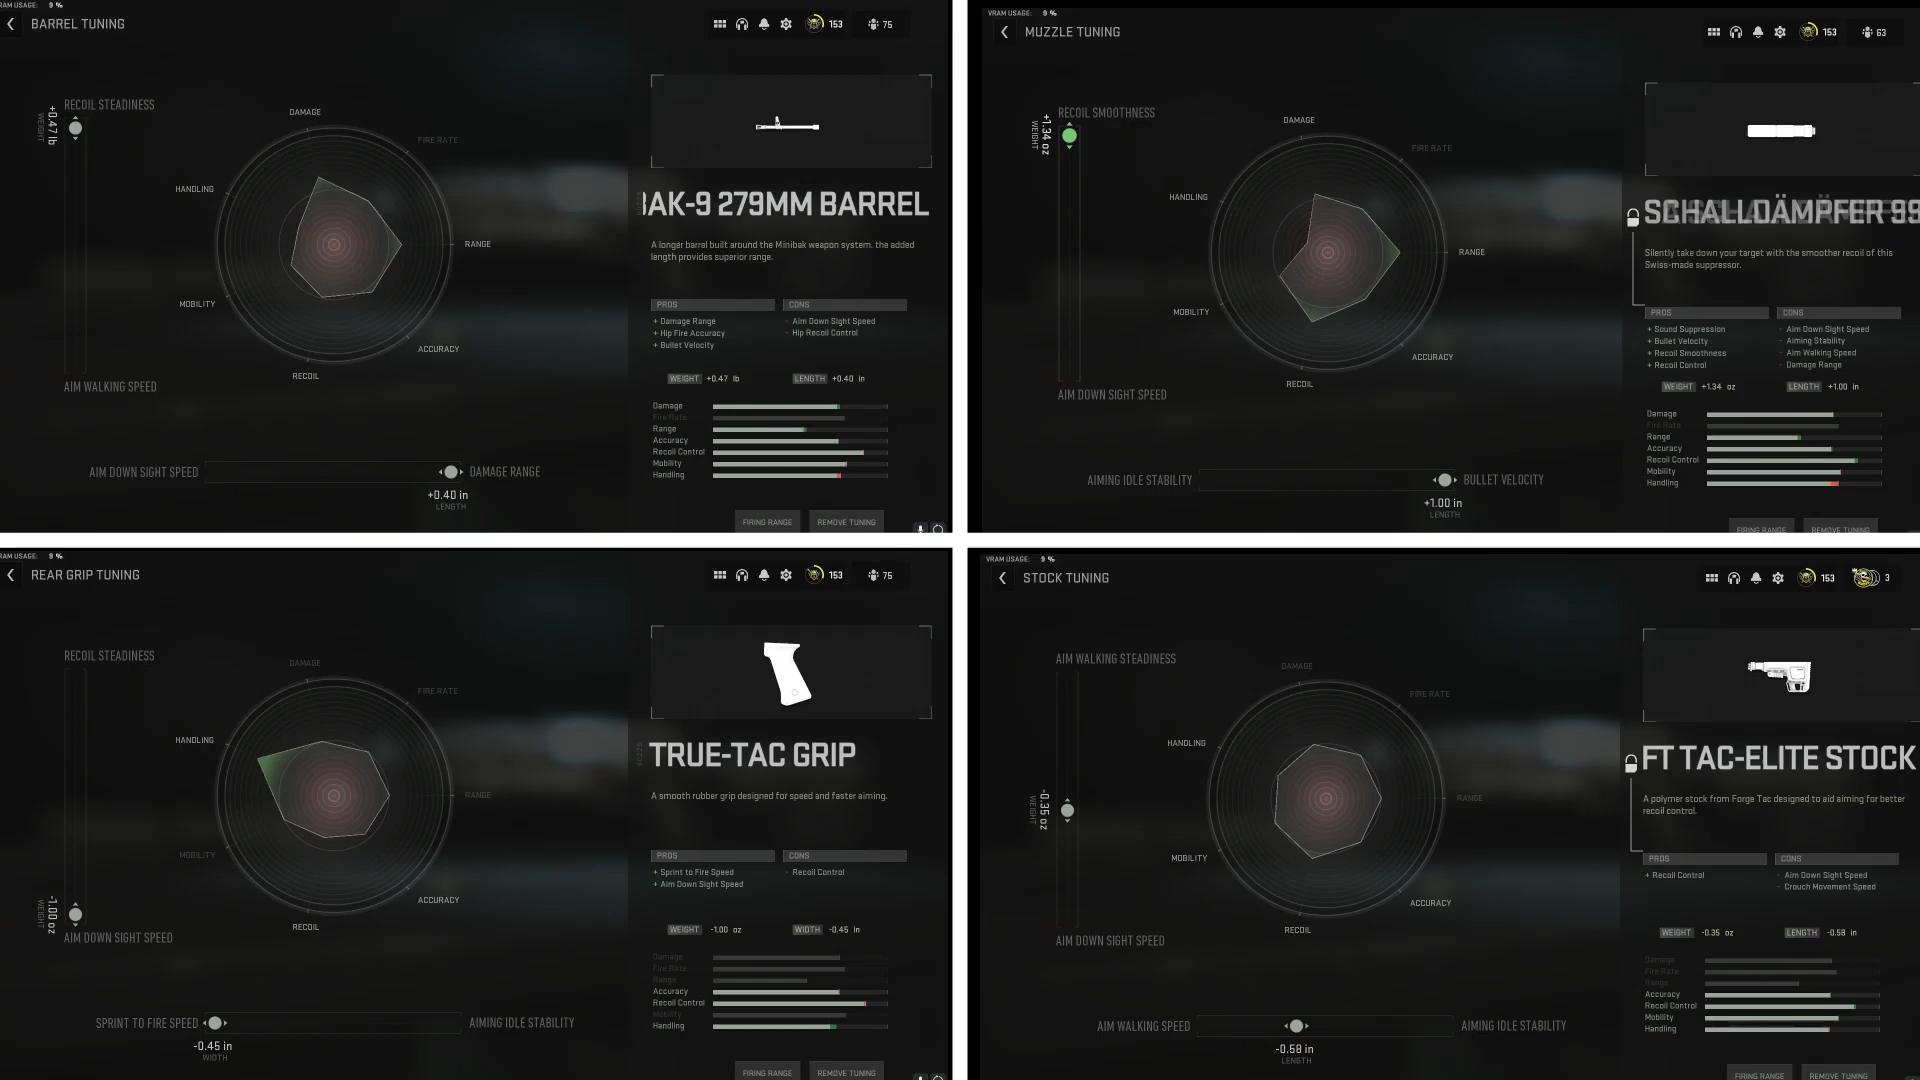 RAM USAGE: 9 %
BARREL TUNING
153
75
RECOIL STEADINESS
+0.47 lb
WEIGHT
DAMAGE
FIRE RATE
HANDLING
RANGE
MOBILITY
ACCURACY
RECOIL
AIM WALKING SPEED
AIM DOWN SIGHT SPEED
DAMAGE RANGE
+0.40 in
LENGTH
BAK-9 279MM BARREL
A longer barrel built around the Minibak weapon system. the added
length provides superior range.
PROS
CONS
+ Damage Range
- Aim Down Sight Speed
+ Hip Fire Accuracy
- Hip Recoil Control
+ Bullet Velocity
WEIGHT +0.47 lb
LENGTH +0.40 in
Damage
Fire Rate
Range
Accuracy
Recoil Control
Mobility
Handling
FIRING RANGE
REMOVE TUNING
VRAM USAGE: 9 %
MUZZLE TUNING
153
63
RECOIL SMOOTHNESS
+1.34 oz
WEIGHT
DAMAGE
FIRE RATE
HANDLING
RANGE
MOBILITY
ACCURACY
RECOIL
AIM DOWN SIGHT SPEED
AIMING IDLE STABILITY
BULLET VELOCITY
+1.00 in
LENGTH
SCHALLDÄMPFER 99
Silently take down your target with the smoother recoil of this
Swiss-made suppressor.
PROS
CONS
+ Sound Suppression
- Aim Down Sight Speed
+ Bullet Velocity
- Aiming Stability
+ Recoil Smoothness
- Aim Walking Speed
+ Recoil Control
- Damage Range
WEIGHT +1.34 oz
LENGTH +1.00 in
Damage
Fire Rate
Range
Accuracy
Recoil Control
Mobility
Handling
FIRING RANGE
REMOVE TUNING
RAM USAGE: 9 %
REAR GRIP TUNING
153
75
RECOIL STEADINESS
DAMAGE
FIRE RATE
HANDLING
RANGE
MOBILITY
ACCURACY
RECOIL
-1.00 oz
WEIGHT
AIM DOWN SIGHT SPEED
SPRINT TO FIRE SPEED
AIMING IDLE STABILITY
-0.45 in
WIDTH
TRUE-TAC GRIP
A smooth rubber grip designed for speed and faster aiming.
PROS
CONS
+ Sprint to Fire Speed
- Recoil Control
+ Aim Down Sight Speed
WEIGHT -1.00 oz
WIDTH -0.45 in
Damage
Fire Rate
Range
Accuracy
Recoil Control
Mobility
Handling
FIRING RANGE
REMOVE TUNING
VRAM USAGE: 9 %
STOCK TUNING
153
3
AIM WALKING STEADINESS
DAMAGE
FIRE RATE
HANDLING
RANGE
-0.35 oz
WEIGHT
MOBILITY
ACCURACY
RECOIL
AIM DOWN SIGHT SPEED
AIM WALKING SPEED
AIMING IDLE STABILITY
-0.58 in
LENGTH
FT TAC-ELITE STOCK
A polymer stock from Forge Tac designed to aid aiming for better
recoil control.
PROS
CONS
+ Recoil Control
- Aim Down Sight Speed
- Crouch Movement Speed
WEIGHT -0.35 oz
LENGTH -0.58 in
Damage
Fire Rate
Range
Accuracy
Recoil Control
Mobility
Handling
FIRING RANGE
REMOVE TUNING